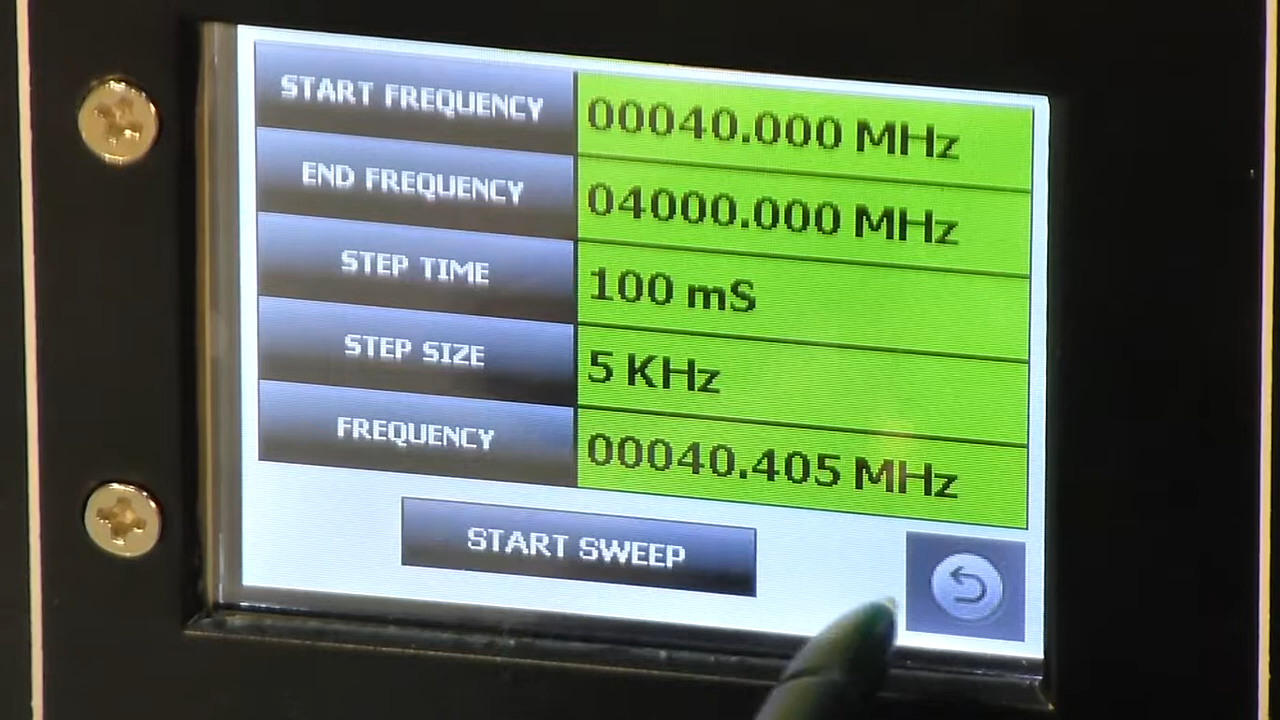 START FREQUENCY 00040.000 MHz
END FREQUENCY 04000.000 MHz
STEP TIME 100 mS
STEP SIZE 5 KHz
FREQUENCY 00040.405 MHz
START SWEEP